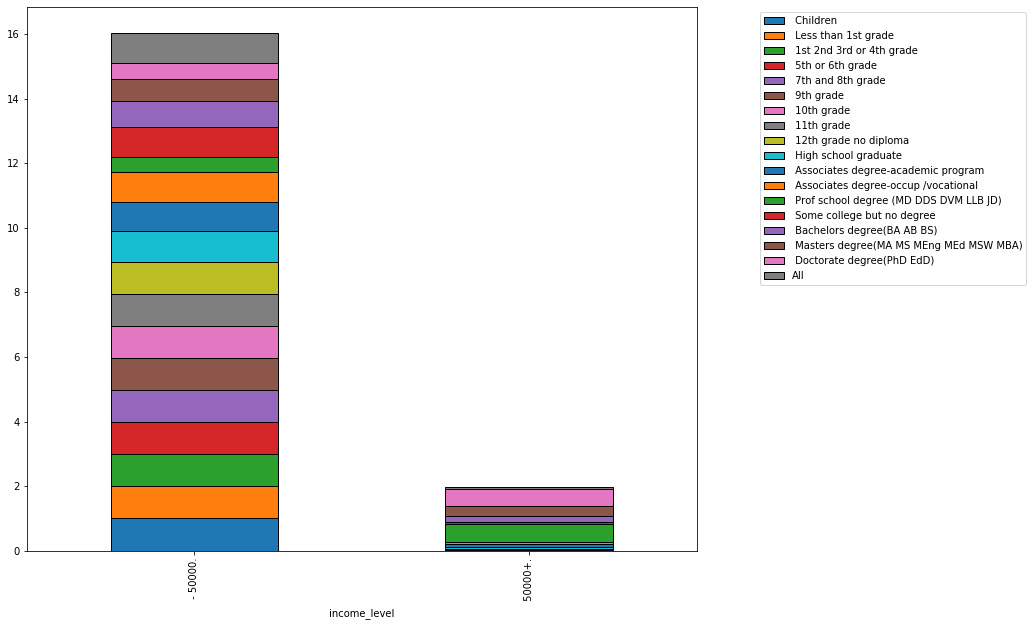 16
14
12
10
8
6
4
2
0
- 50000.
50000+.
income_level
Children
Less than 1st grade
1st 2nd 3rd or 4th grade
5th or 6th grade
7th and 8th grade
9th grade
10th grade
11th grade
12th grade no diploma
High school graduate
Associates degree-academic program
Associates degree-occup /vocational
Prof school degree (MD DDS DVM LLB JD)
Some college but no degree
Bachelors degree(BA AB BS)
Masters degree(MA MS MEng MEd MSW MBA)
Doctorate degree(PhD EdD)
All